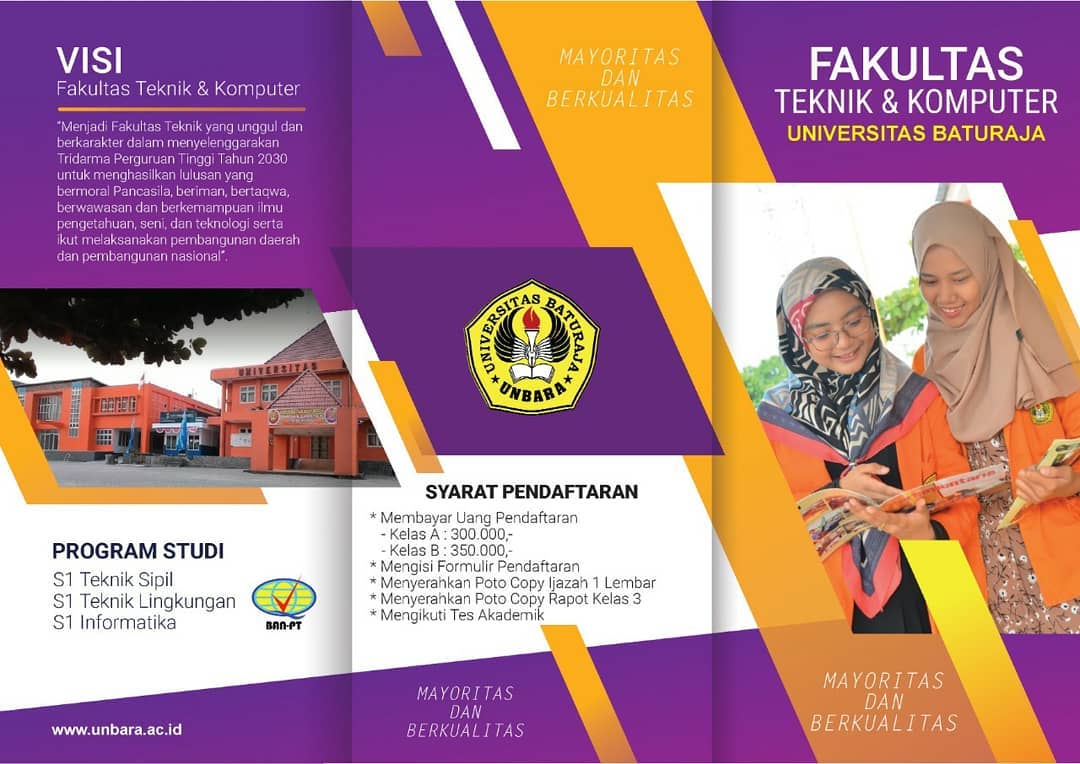 VISI
Fakultas Teknik & Komputer
"Menjadi Fakultas Teknik yang unggul dan
berkarakter dalam menyelenggarakan
Tridarma Perguruan Tinggi Tahun 2030
untuk menghasilkan lulusan yang
bermoral Pancasila, beriman, bertaqwa,
berwawasan dan berkemampuan ilmu
pengetahuan, seni, dan teknologi serta
ikut melaksanakan pembangunan daerah
dan pembangunan nasional".
UNIVERSITAS
PROGRAM STUDI
S1 Teknik Sipil
S1 Teknik Lingkungan
S1 Informatika
BAN-PT
www.unbara.ac.id
MAYORITAS
DAN
BERKUALITAS
UNIVERSITAS BATURAJA
UNBARA
SYARAT PENDAFTARAN
* Membayar Uang Pendaftaran
- Kelas A : 300.000,-
- Kelas B : 350.000,-
* Mengisi Formulir Pendaftaran
* Menyerahkan Poto Copy Ijazah 1 Lembar
* Menyerahkan Poto Copy Rapot Kelas 3
* Mengikuti Tes Akademik
MAYORITAS
DAN
BERKUALITAS
FAKULTAS
TEKNIK & KOMPUTER
UNIVERSITAS BATURAJA
MAYORITAS
DAN
BERKUALITAS